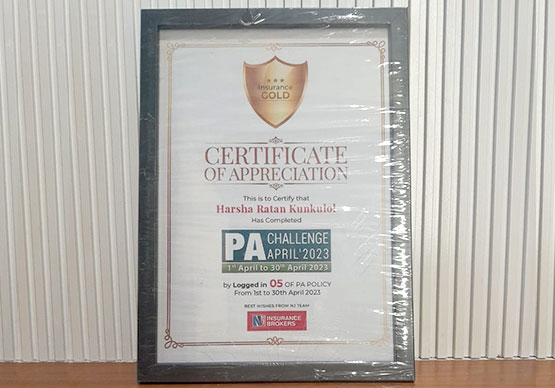 Insurance
GOLD
CERTIFICATE
OF APPRECIATION
This is to Certify that
Harsha Ratan Kunkulol
Has Completed
PA CHALLENGE
APRIL'2023
1st April to 30th April 2023
by Logged in 05 OF PA POLICY
From 1st to 30th April 2023
BEST WISHES FROM NJ TEAM
NJ INSURANCE
BROKERS